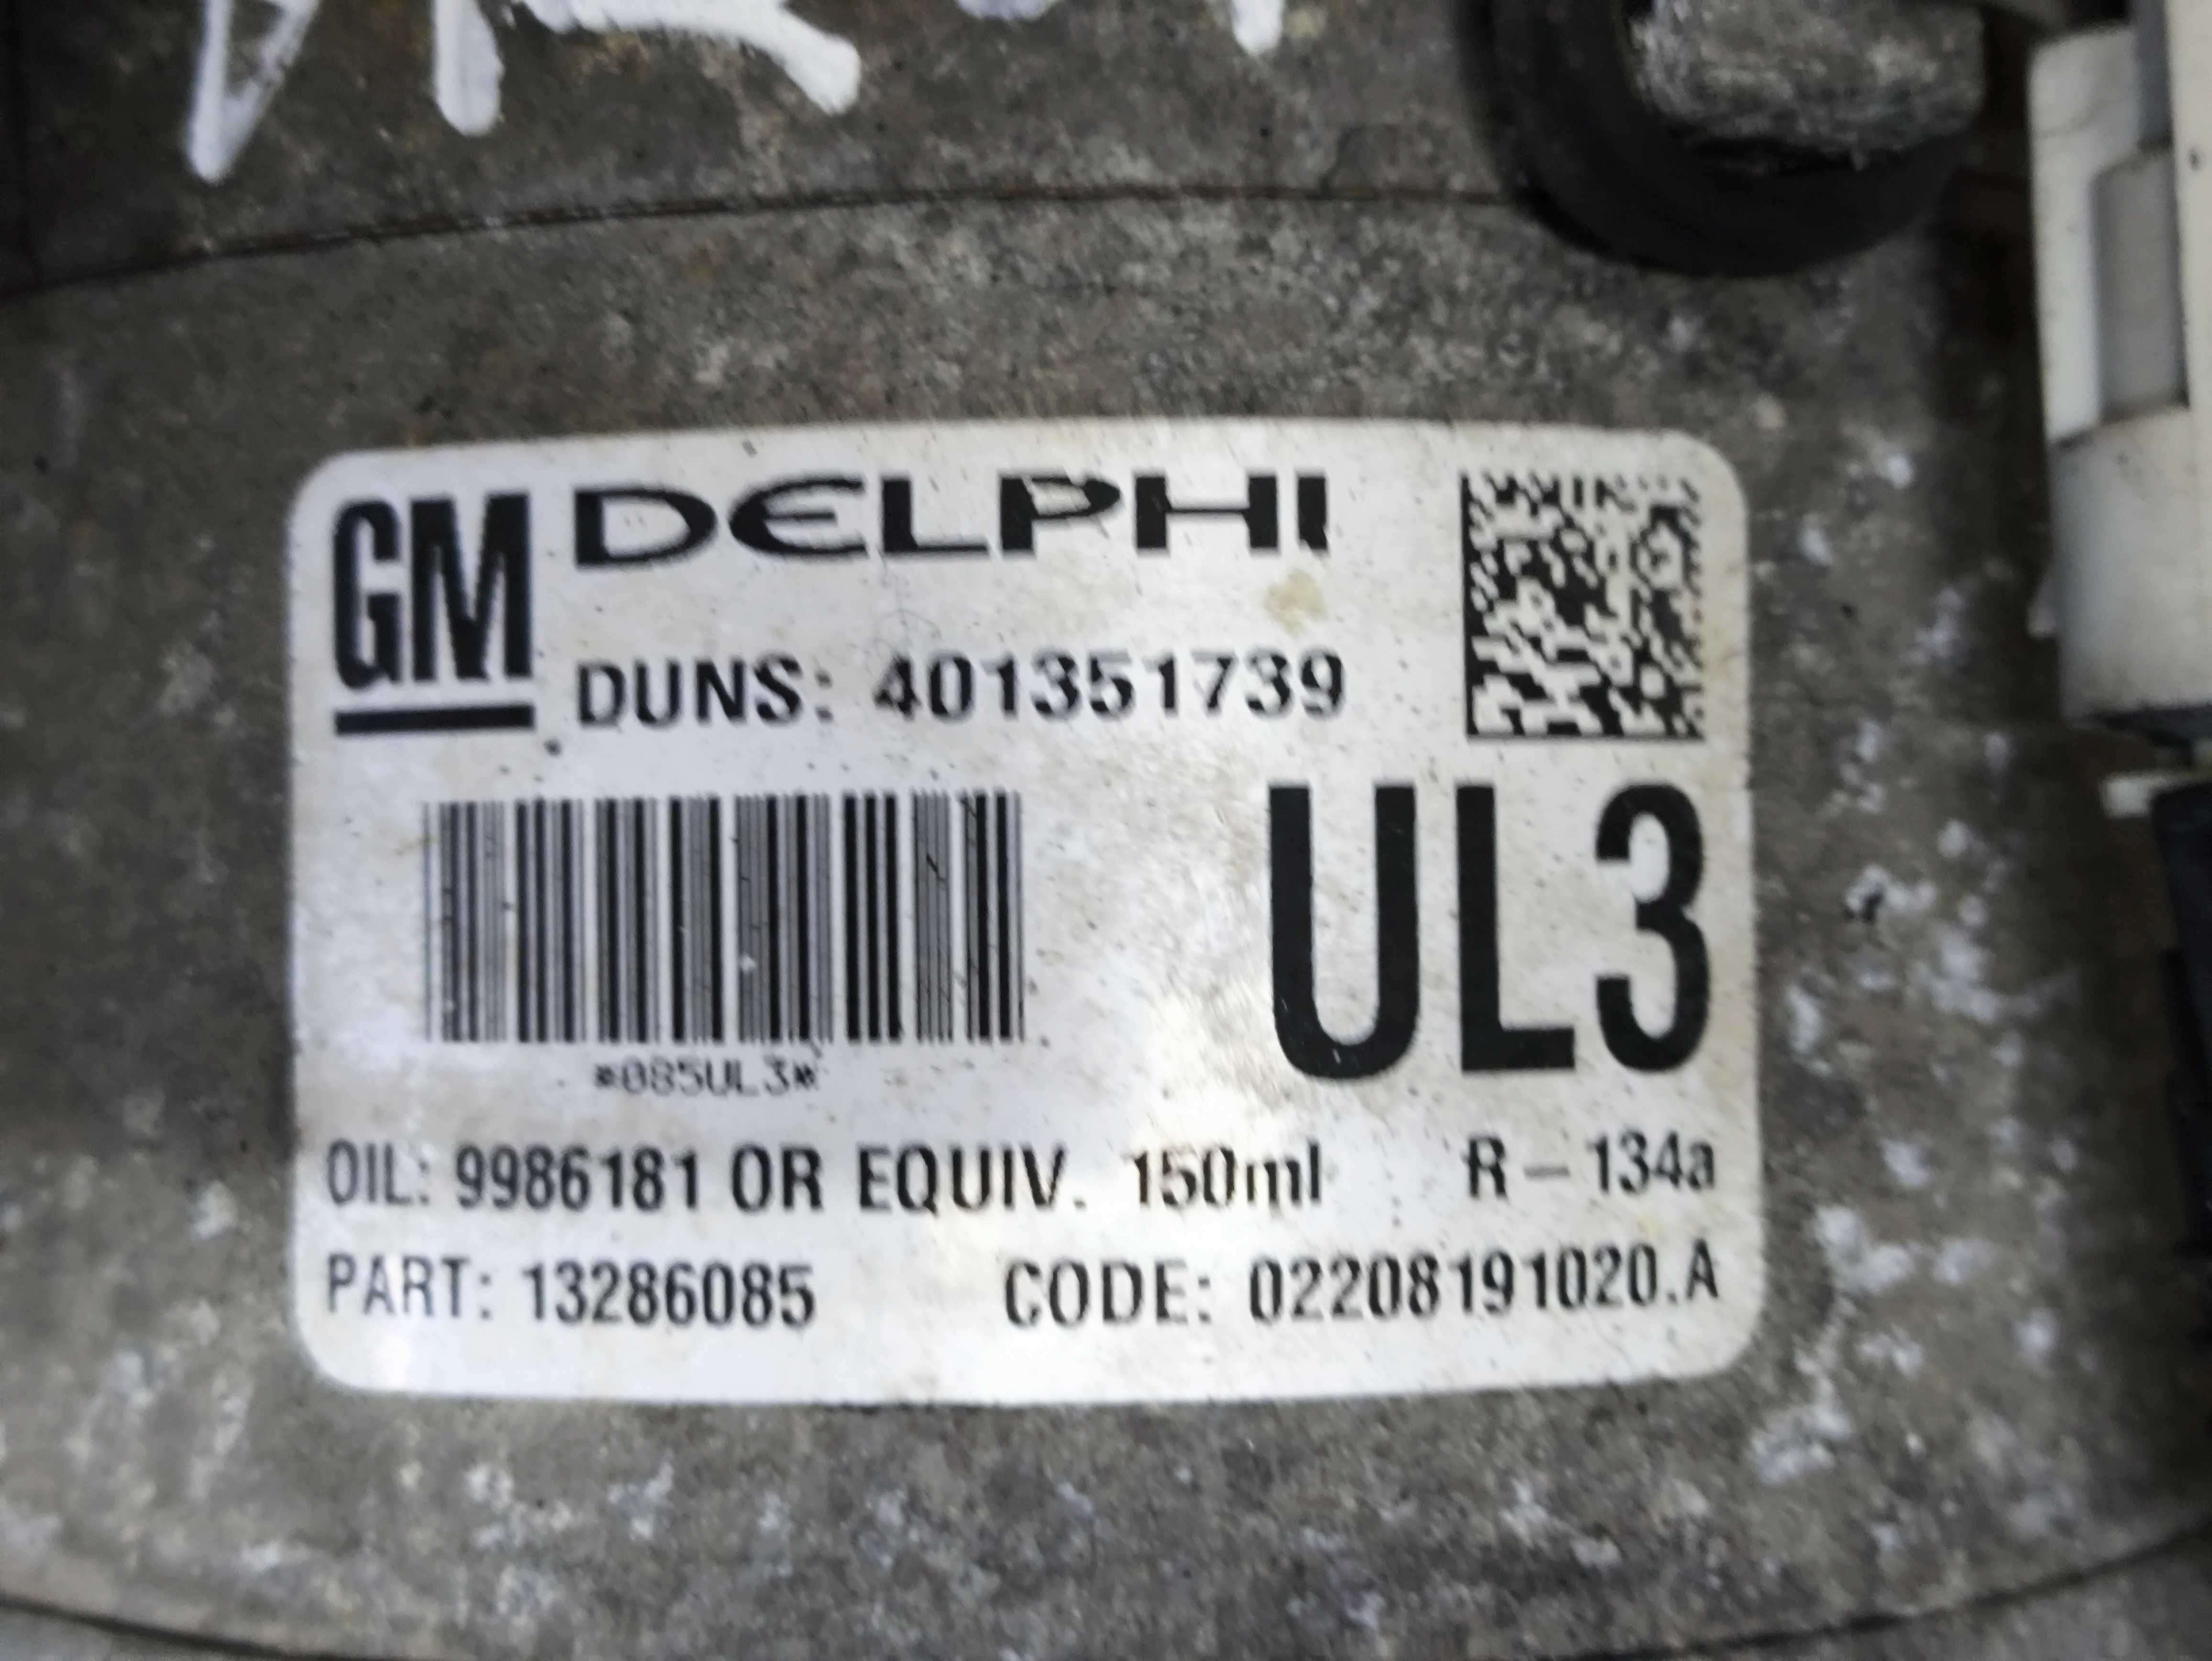 GM DELPHI
DUNS: 401351739
UL3
*085UL3*
OIL: 9986181 OR EQUIV. 150ml R-134a
PART: 13286085 CODE: 02208191020.A